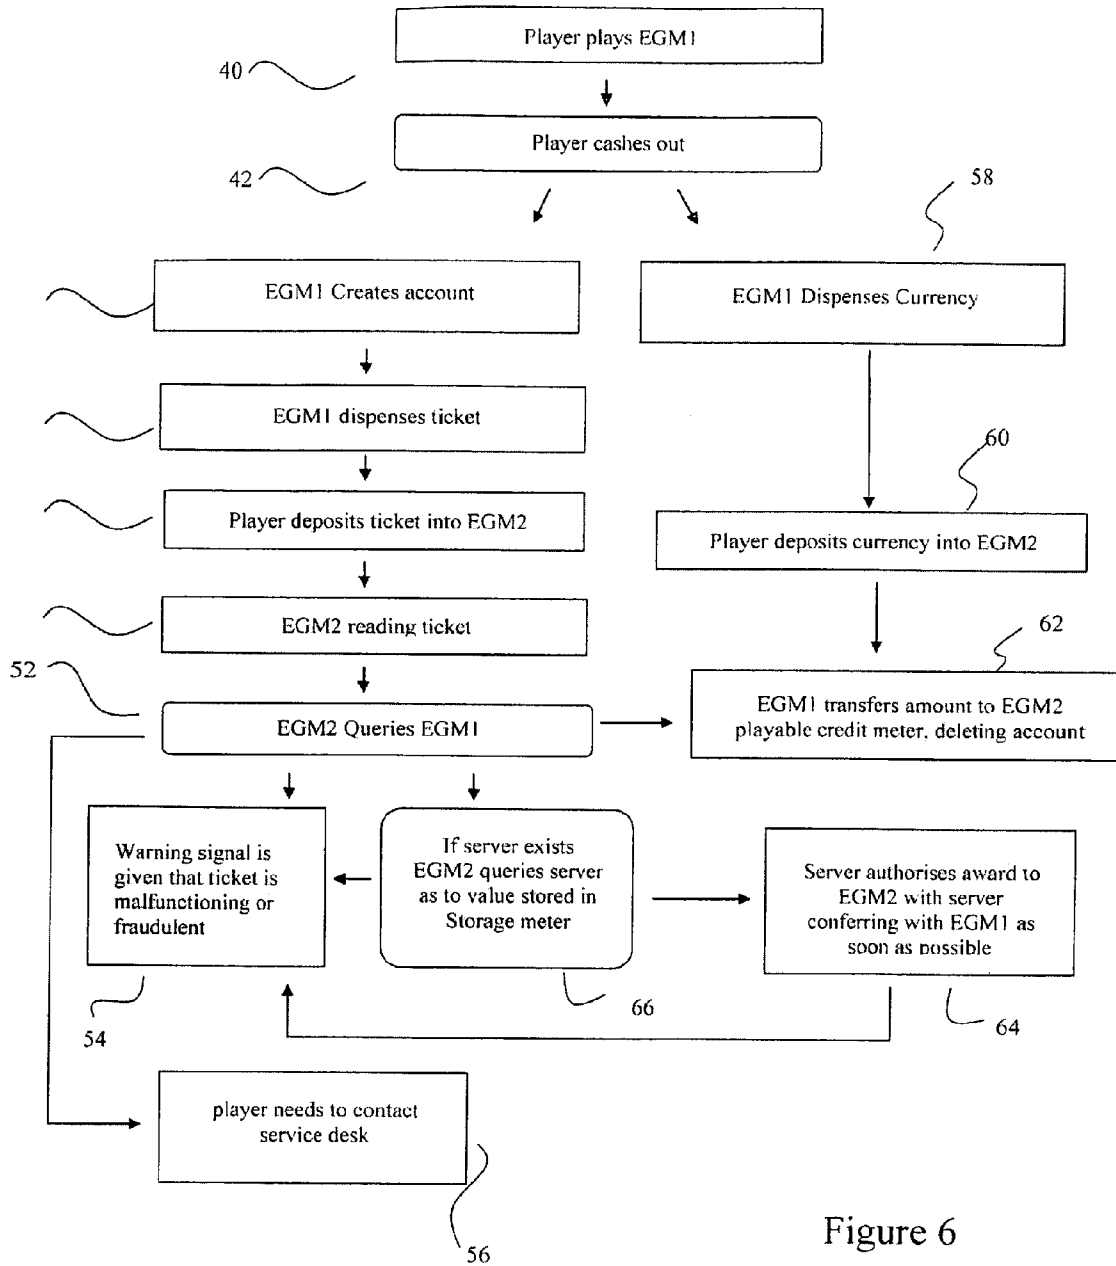 Player plays EGM1
40
Player cashes out
42
58
EGM1 Creates account
EGM1 Dispenses Currency
EGM1 dispenses ticket
60
Player deposits ticket into EGM2
Player deposits currency into EGM2
EGM2 reading ticket
62
52
EGM2 Queries EGM1
EGM1 transfers amount to EGM2
playable credit meter, deleting account
Warning signal is
given that ticket is
malfunctioning or
fraudulent
If server exists
EGM2 queries server
as to value stored in
Storage meter
Server authorises award to
EGM2 with server
conferring with EGM1 as
soon as possible
54
66
64
player needs to contact
service desk
56
Figure 6